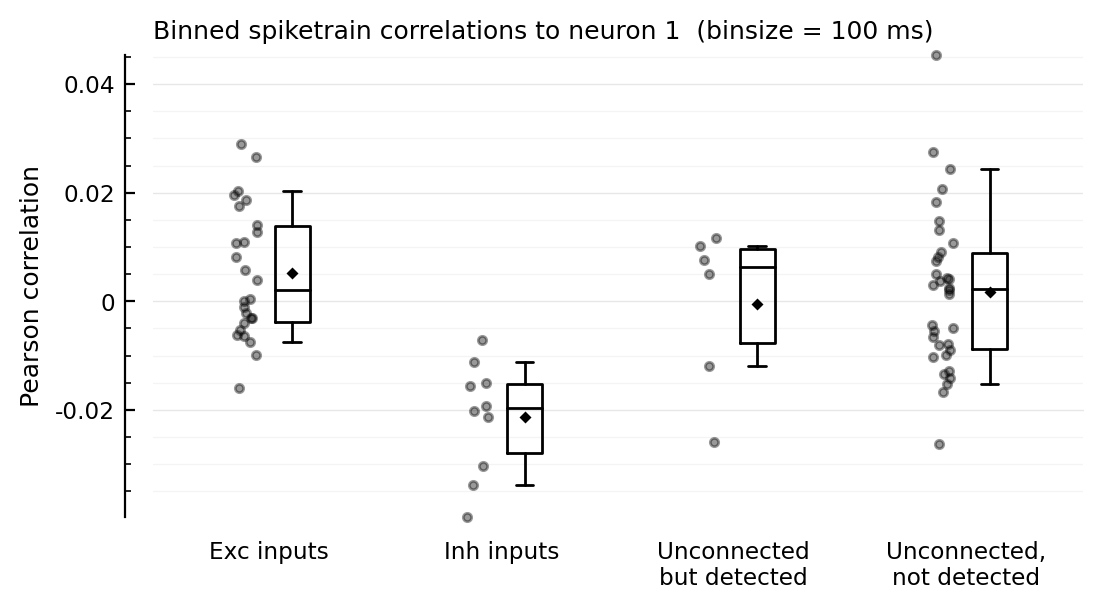 Binned spiketrain correlations to neuron 1  (binsize = 100 ms)
Pearson correlation
0.04
0.02
0
-0.02
Exc inputs
Inh inputs
Unconnected
but detected
Unconnected,
not detected